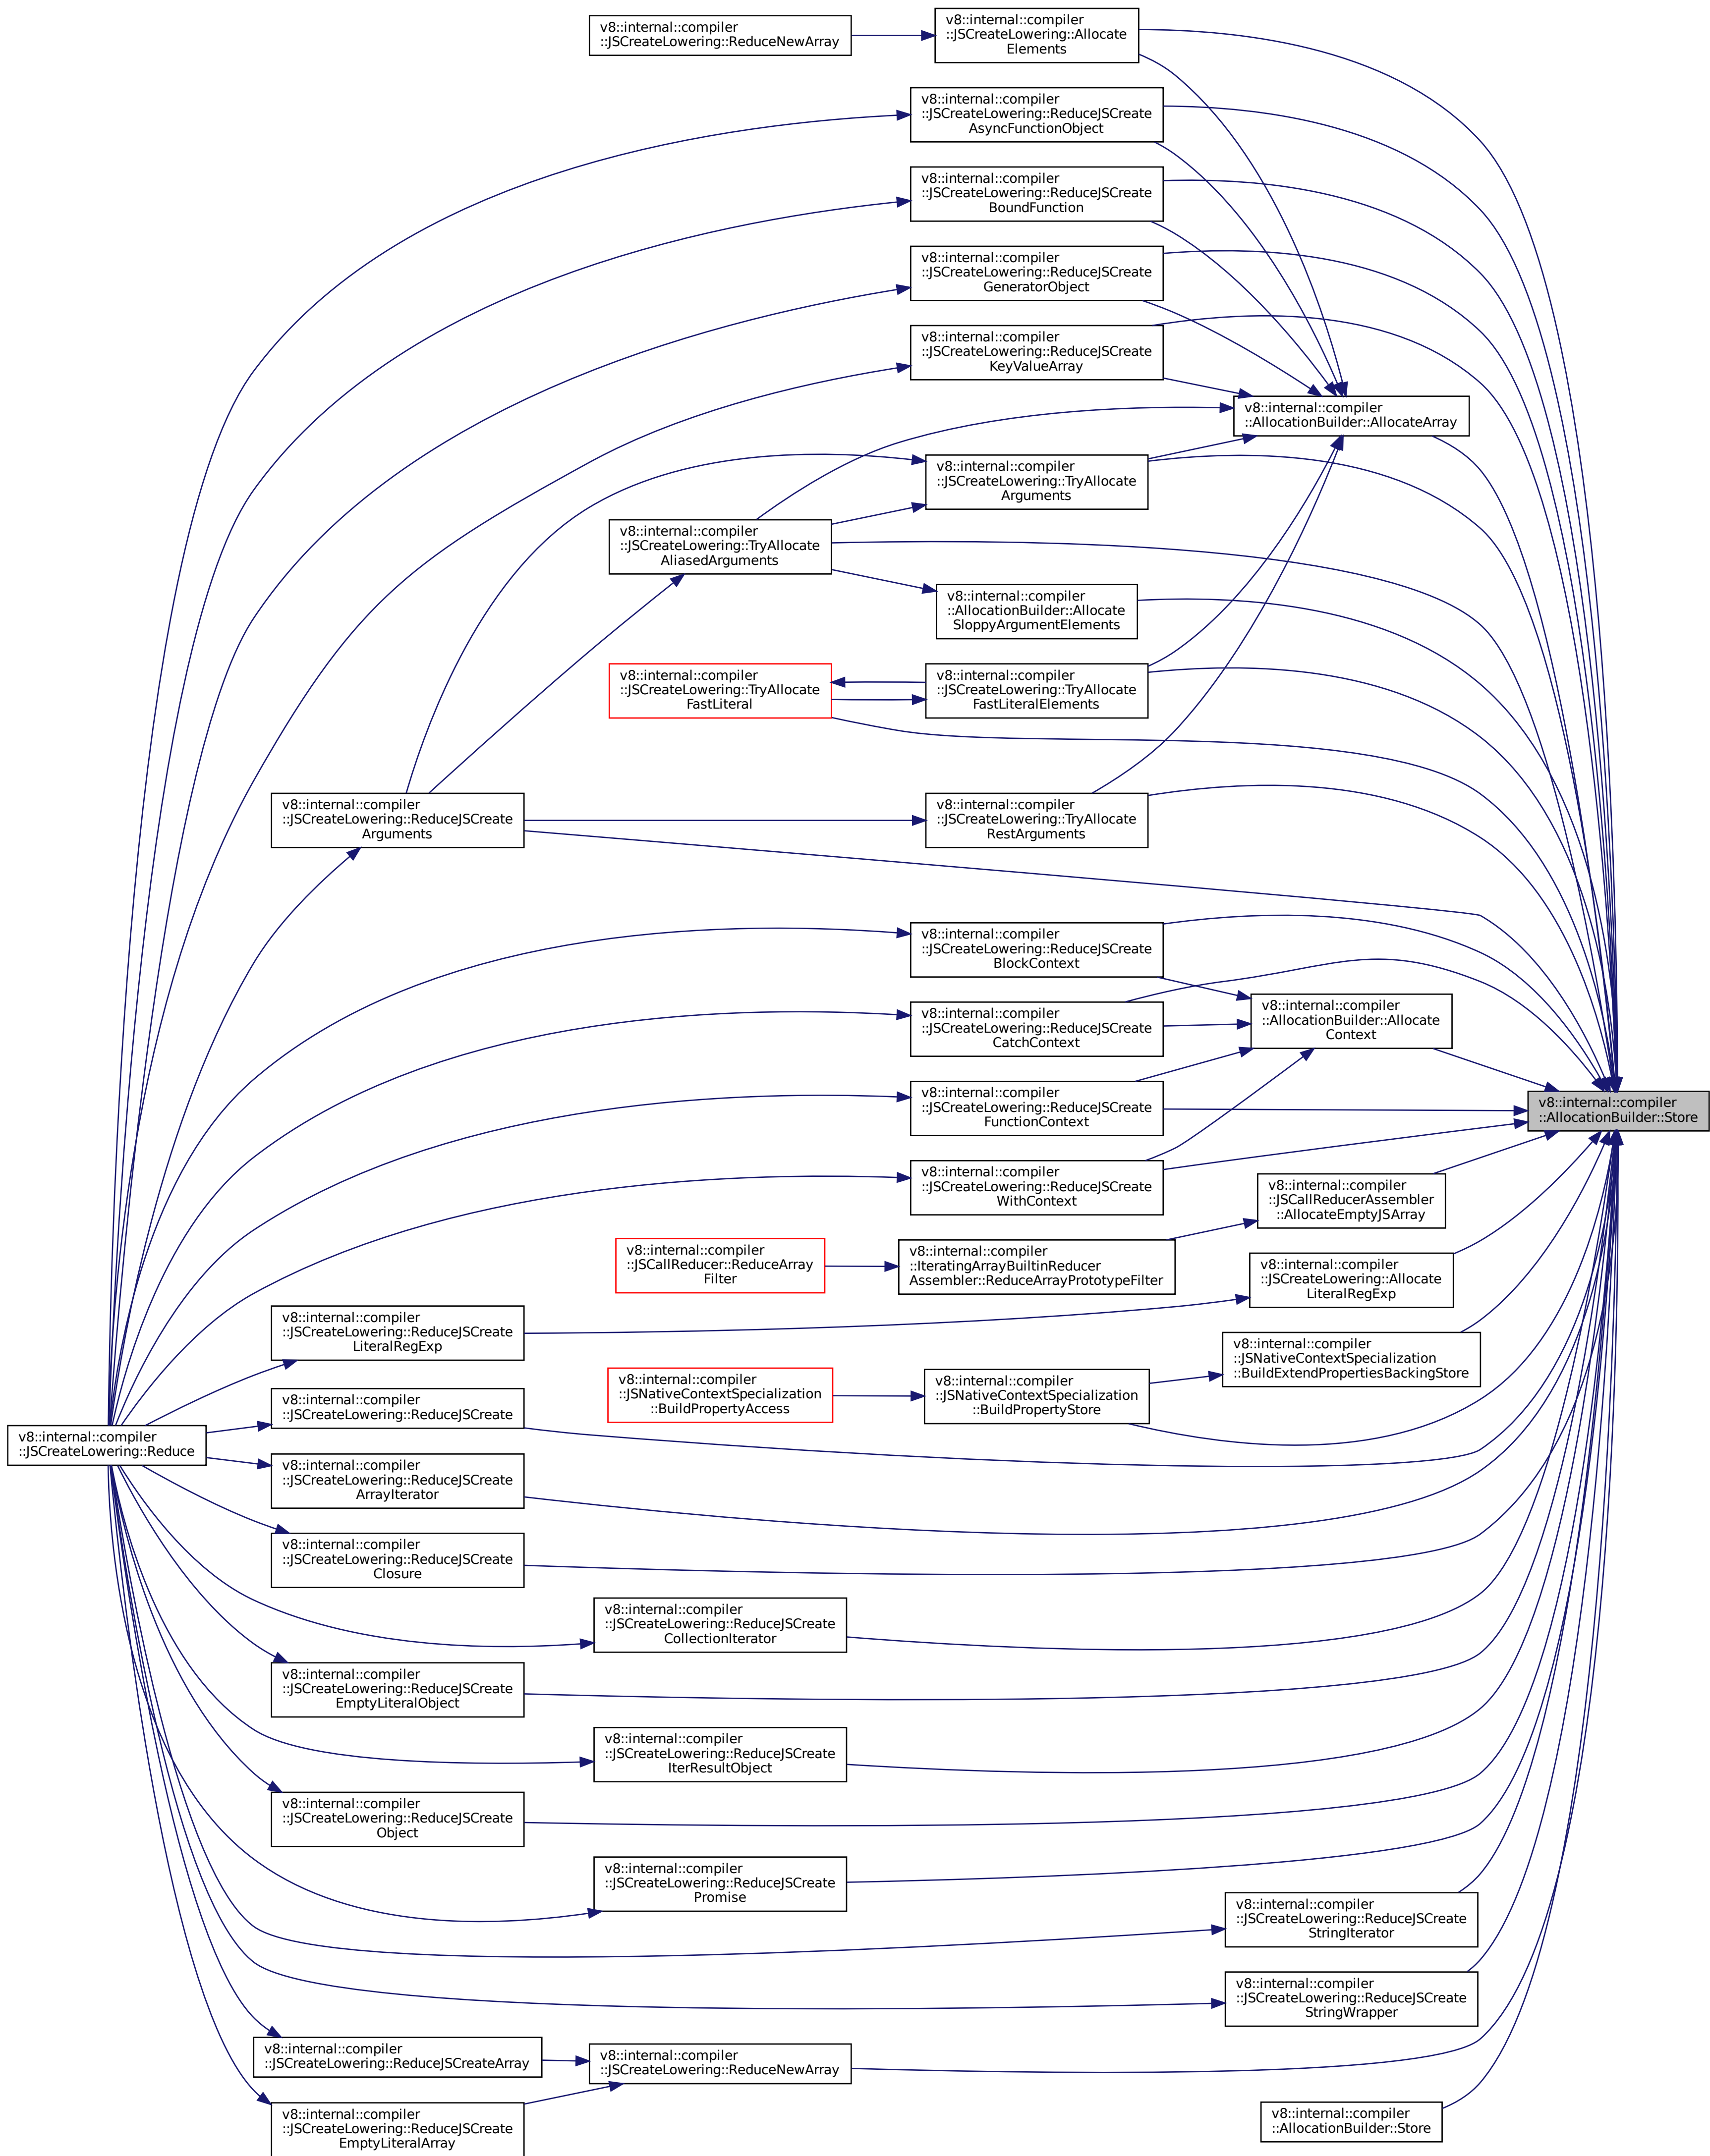 v8::internal::compiler
::JSCreateLowering::ReduceNewArray
v8::internal::compiler
::JSCreateLowering::Allocate
Elements
v8::internal::compiler
::JSCreateLowering::ReduceJSCreate
AsyncFunctionObject
v8::internal::compiler
::JSCreateLowering::ReduceJSCreate
BoundFunction
v8::internal::compiler
::JSCreateLowering::ReduceJSCreate
GeneratorObject
v8::internal::compiler
::JSCreateLowering::ReduceJSCreate
KeyValueArray
v8::internal::compiler
::AllocationBuilder::AllocateArray
v8::internal::compiler
::JSCreateLowering::TryAllocate
Arguments
v8::internal::compiler
::JSCreateLowering::TryAllocate
AliasedArguments
v8::internal::compiler
::AllocationBuilder::Allocate
SloppyArgumentElements
v8::internal::compiler
::JSCreateLowering::TryAllocate
FastLiteral
v8::internal::compiler
::JSCreateLowering::TryAllocate
FastLiteralElements
v8::internal::compiler
::JSCreateLowering::ReduceJSCreate
Arguments
v8::internal::compiler
::JSCreateLowering::TryAllocate
RestArguments
v8::internal::compiler
::JSCreateLowering::ReduceJSCreate
BlockContext
v8::internal::compiler
::JSCreateLowering::ReduceJSCreate
CatchContext
v8::internal::compiler
::AllocationBuilder::Allocate
Context
v8::internal::compiler
::JSCreateLowering::ReduceJSCreate
FunctionContext
v8::internal::compiler
::AllocationBuilder::Store
v8::internal::compiler
::JSCreateLowering::ReduceJSCreate
WithContext
v8::internal::compiler
::JSCallReducerAssembler
::AllocateEmptyJSArray
v8::internal::compiler
::JSCallReducer::ReduceArray
Filter
v8::internal::compiler
::IteratingArrayBuiltinReducer
Assembler::ReduceArrayPrototypeFilter
v8::internal::compiler
::JSCreateLowering::Allocate
LiteralRegExp
v8::internal::compiler
::JSCreateLowering::ReduceJSCreate
LiteralRegExp
v8::internal::compiler
::JSNativeContextSpecialization
::BuildExtendPropertiesBackingStore
v8::internal::compiler
::JSNativeContextSpecialization
::BuildPropertyAccess
v8::internal::compiler
::JSNativeContextSpecialization
::BuildPropertyStore
v8::internal::compiler
::JSCreateLowering::ReduceJSCreate
v8::internal::compiler
::JSCreateLowering::Reduce
v8::internal::compiler
::JSCreateLowering::ReduceJSCreate
ArrayIterator
v8::internal::compiler
::JSCreateLowering::ReduceJSCreate
Closure
v8::internal::compiler
::JSCreateLowering::ReduceJSCreate
CollectionIterator
v8::internal::compiler
::JSCreateLowering::ReduceJSCreate
EmptyLiteralObject
v8::internal::compiler
::JSCreateLowering::ReduceJSCreate
IterResultObject
v8::internal::compiler
::JSCreateLowering::ReduceJSCreate
Object
v8::internal::compiler
::JSCreateLowering::ReduceJSCreate
Promise
v8::internal::compiler
::JSCreateLowering::ReduceJSCreate
StringIterator
v8::internal::compiler
::JSCreateLowering::ReduceJSCreate
StringWrapper
v8::internal::compiler
::JSCreateLowering::ReduceJSCreateArray
v8::internal::compiler
::JSCreateLowering::ReduceNewArray
v8::internal::compiler
::JSCreateLowering::ReduceJSCreate
EmptyLiteralArray
v8::internal::compiler
::AllocationBuilder::Store